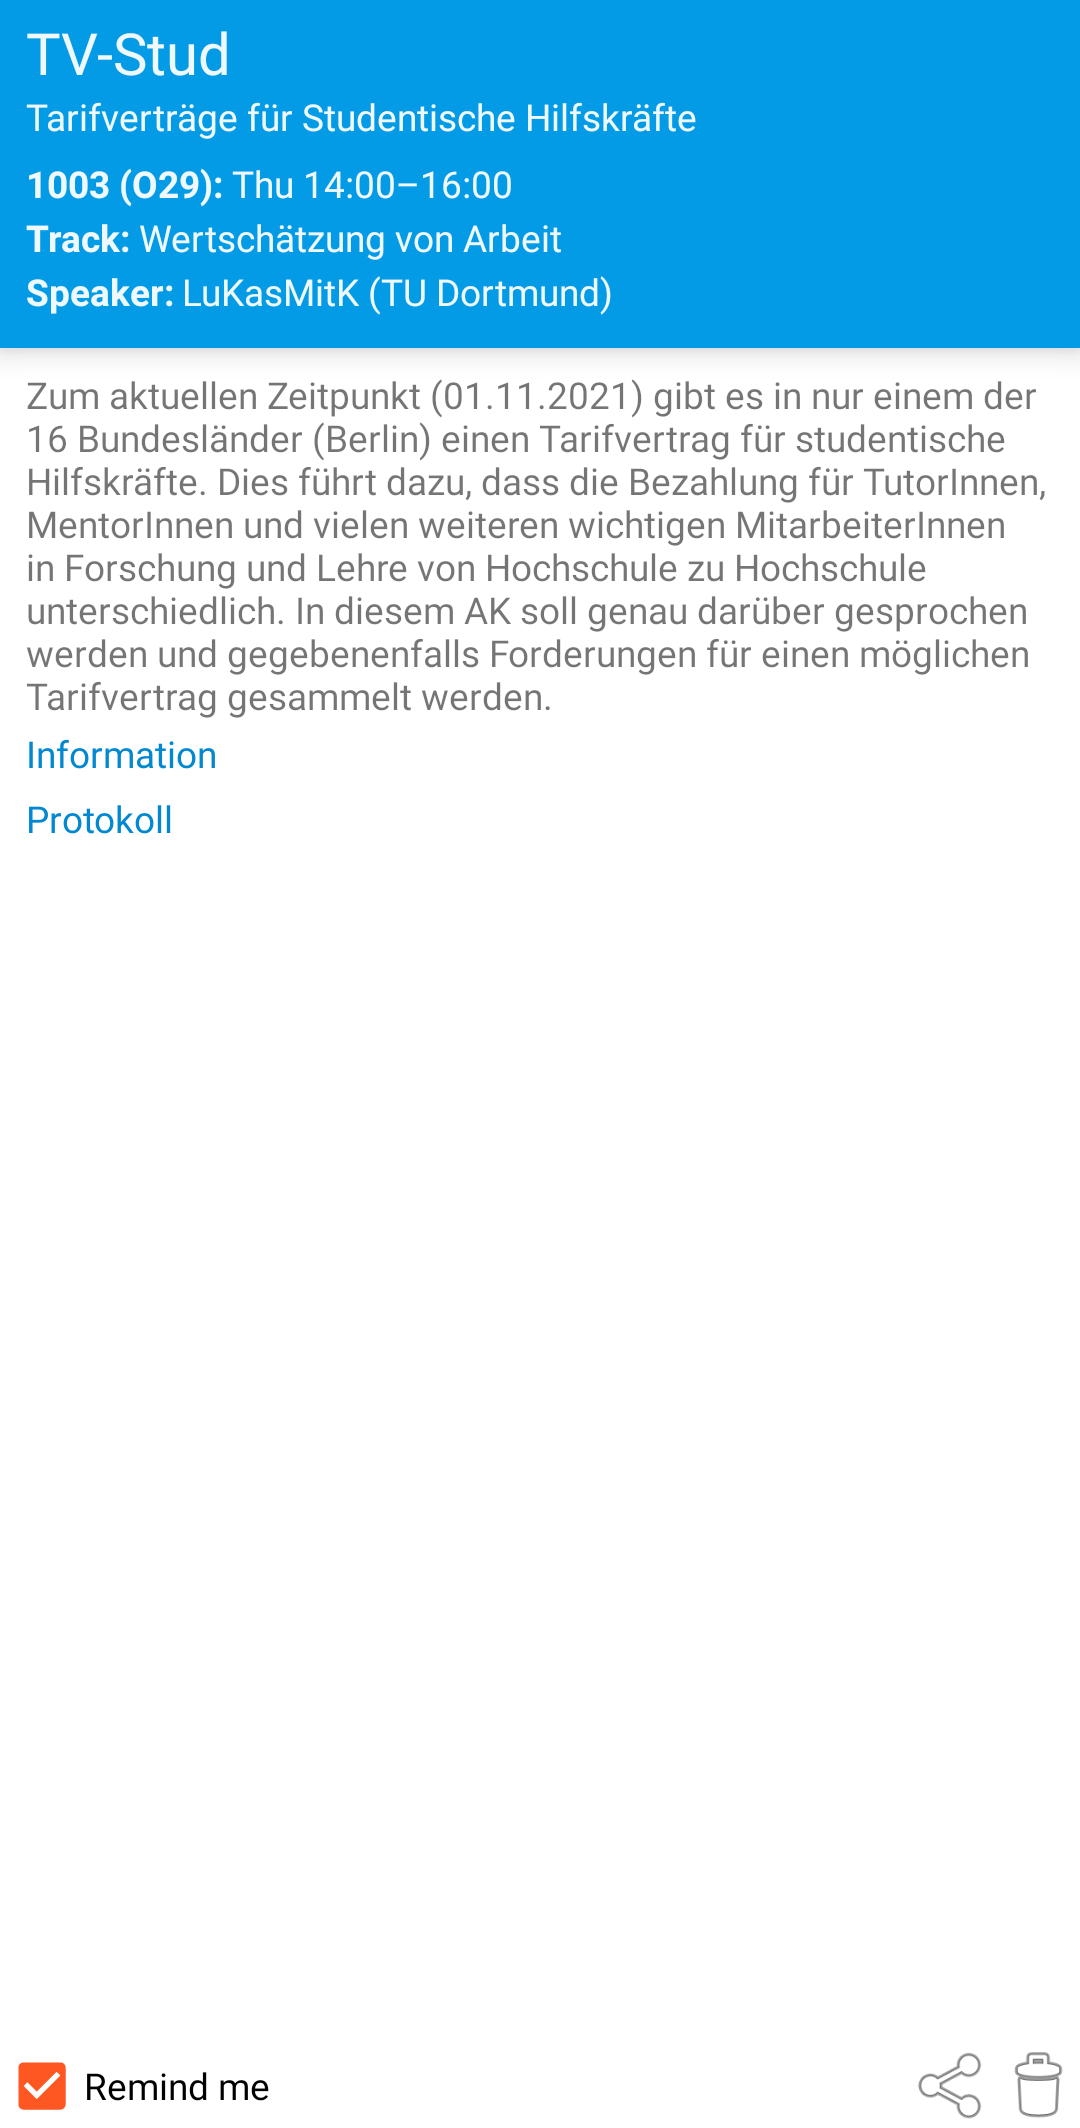 TV-Stud
Tarifverträge für Studentische Hilfskräfte
1003 (O29): Thu 14:00–16:00
Track: Wertschätzung von Arbeit
Speaker: LuKasMitK (TU Dortmund)
Zum aktuellen Zeitpunkt (01.11.2021) gibt es in nur einem der
16 Bundesländer (Berlin) einen Tarifvertrag für studentische
Hilfskräfte. Dies führt dazu, dass die Bezahlung für TutorInnen,
MentorInnen und vielen weiteren wichtigen MitarbeiterInnen
in Forschung und Lehre von Hochschule zu Hochschule
unterschiedlich. In diesem AK soll genau darüber gesprochen
werden und gegebenenfalls Forderungen für einen möglichen
Tarifvertrag gesammelt werden.
Information
Protokoll
Remind me